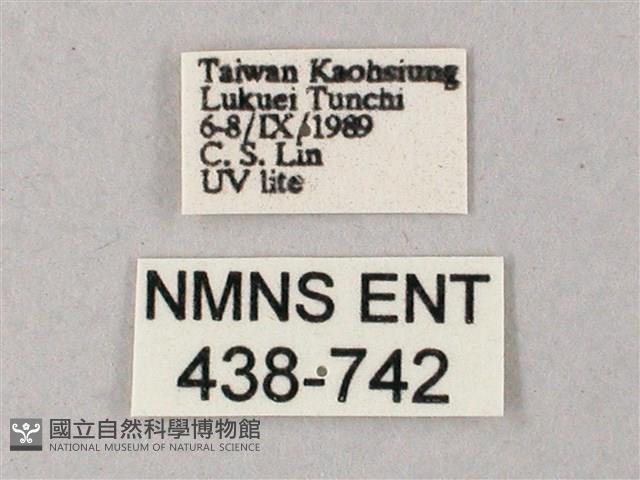 Taiwan Kaohsiung
Lukuei Tunchi
6-8/IX/1989
C. S. Lin
UV lite
NMNS ENT
438-742
國立自然科學博物館
NATIONAL MUSEUM OF NATURAL SCIENCE